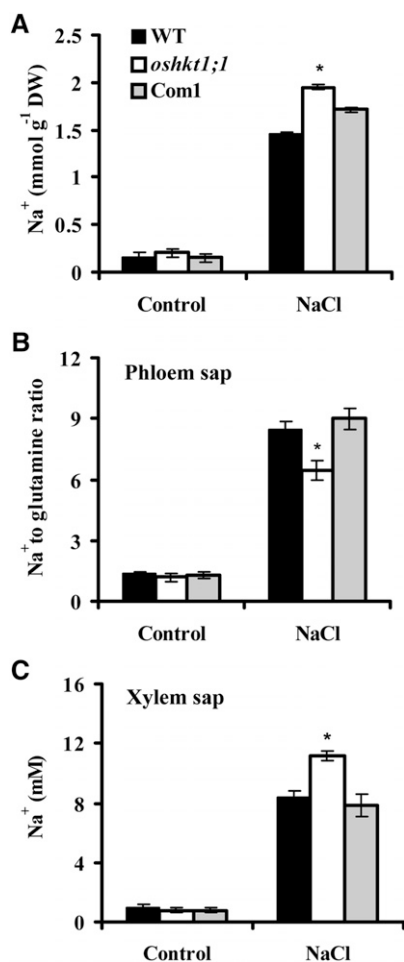 A
Na⁺ (mmol g⁻¹ DW)
2.5
2
1.5
1
0.5
0
WT
oshkt1;1
Com1
*
Control
NaCl
B
Na⁺ to glutamine ratio
12
9
6
3
0
Phloem sap
*
Control
NaCl
C
Na⁺ (mM)
16
12
8
4
0
Xylem sap
*
Control
NaCl